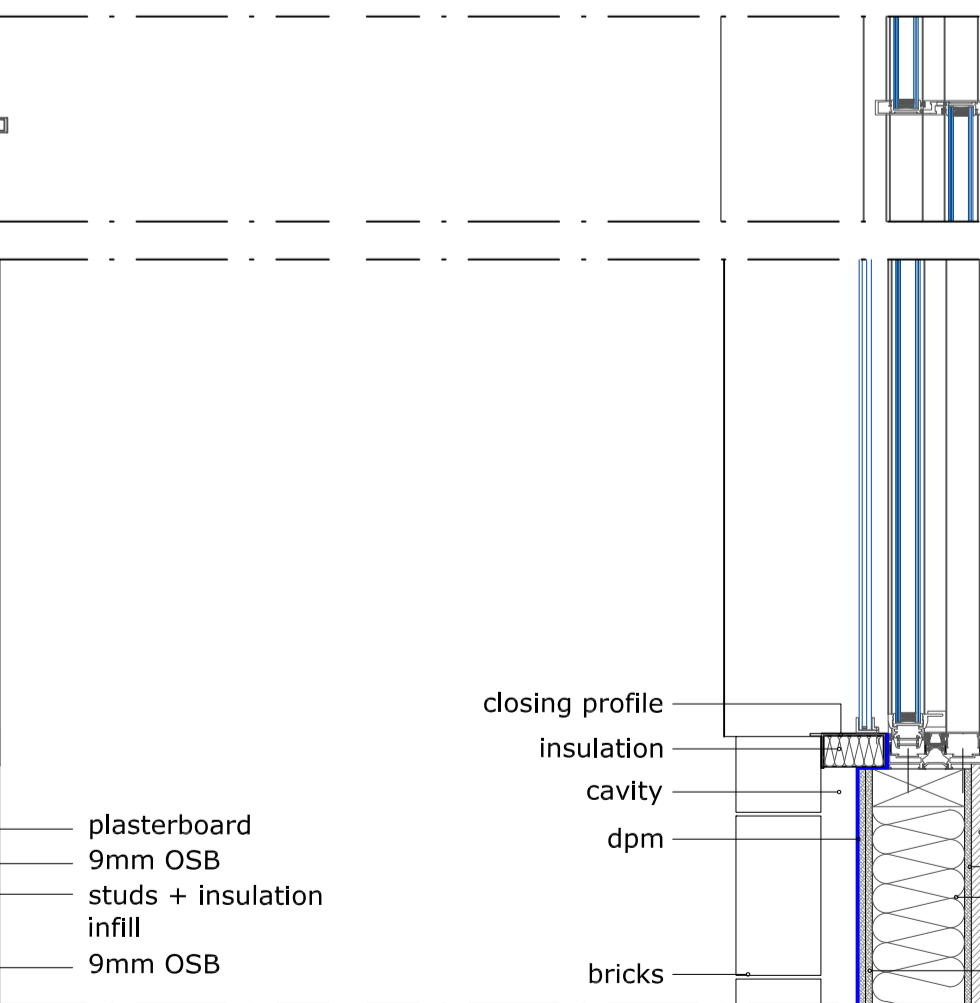 closing profile
insulation
cavity
dpm
bricks
plasterboard
9mm OSB
studs + insulation
infill
9mm OSB